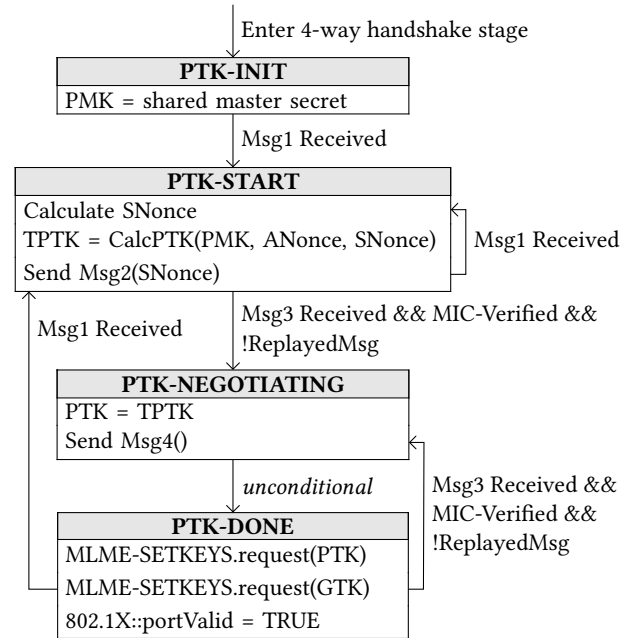 Enter 4-way handshake stage
PTK-INIT
PMK = shared master secret
Msg1 Received
PTK-START
Calculate SNonce
TPTK = CalcPTK(PMK, ANonce, SNonce)
Send Msg2(SNonce)
Msg1 Received
Msg1 Received
Msg3 Received && MIC-Verified &&
!ReplayedMsg
PTK-NEGOTIATING
PTK = TPTK
Send Msg4()
unconditional
Msg3 Received &&
MIC-Verified &&
!ReplayedMsg
PTK-DONE
MLME-SETKEYS.request(PTK)
MLME-SETKEYS.request(GTK)
802.1X::portValid = TRUE